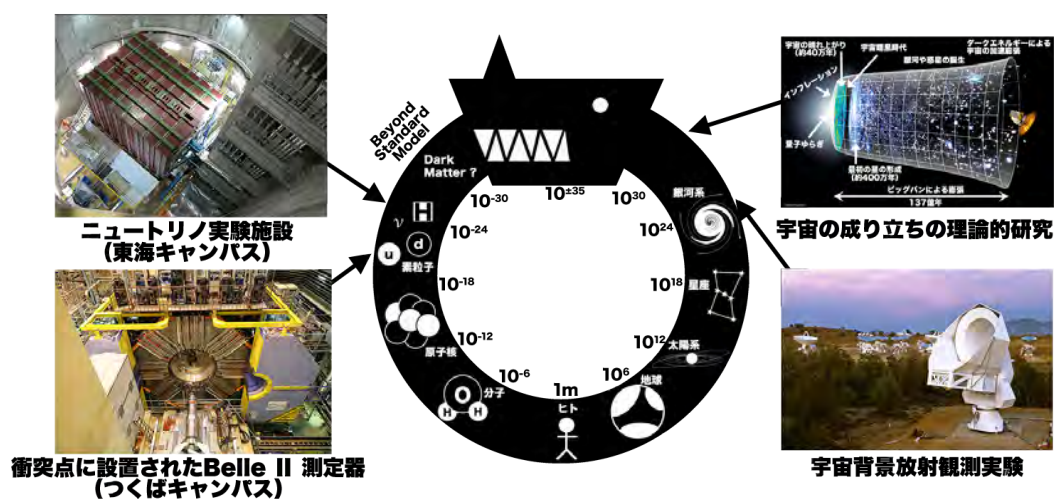 宇宙の晴れ上がり
(約40万年)
宇宙暗黒時代
ダークエネルギーによる
宇宙の加速膨張
銀河や惑星の誕生
インフレーション
量子ゆらぎ
最初の星の形成
(約400万年)
ビッグバンによる膨張
137億年
Beyond
Standard
Model
Dark
Matter ?
10-30
10±35
1030
銀河系
ν
H
10-24
1024
d
u
素粒子
10-18
1018
星座
10-12
1012
原子核
太陽系
10-6
106
分子
O
H H
1m
ヒト
地球
ニュートリノ実験施設
(東海キャンパス)
宇宙の成り立ちの理論的研究
衝突点に設置されたBelle II 測定器
(つくばキャンパス)
宇宙背景放射観測実験